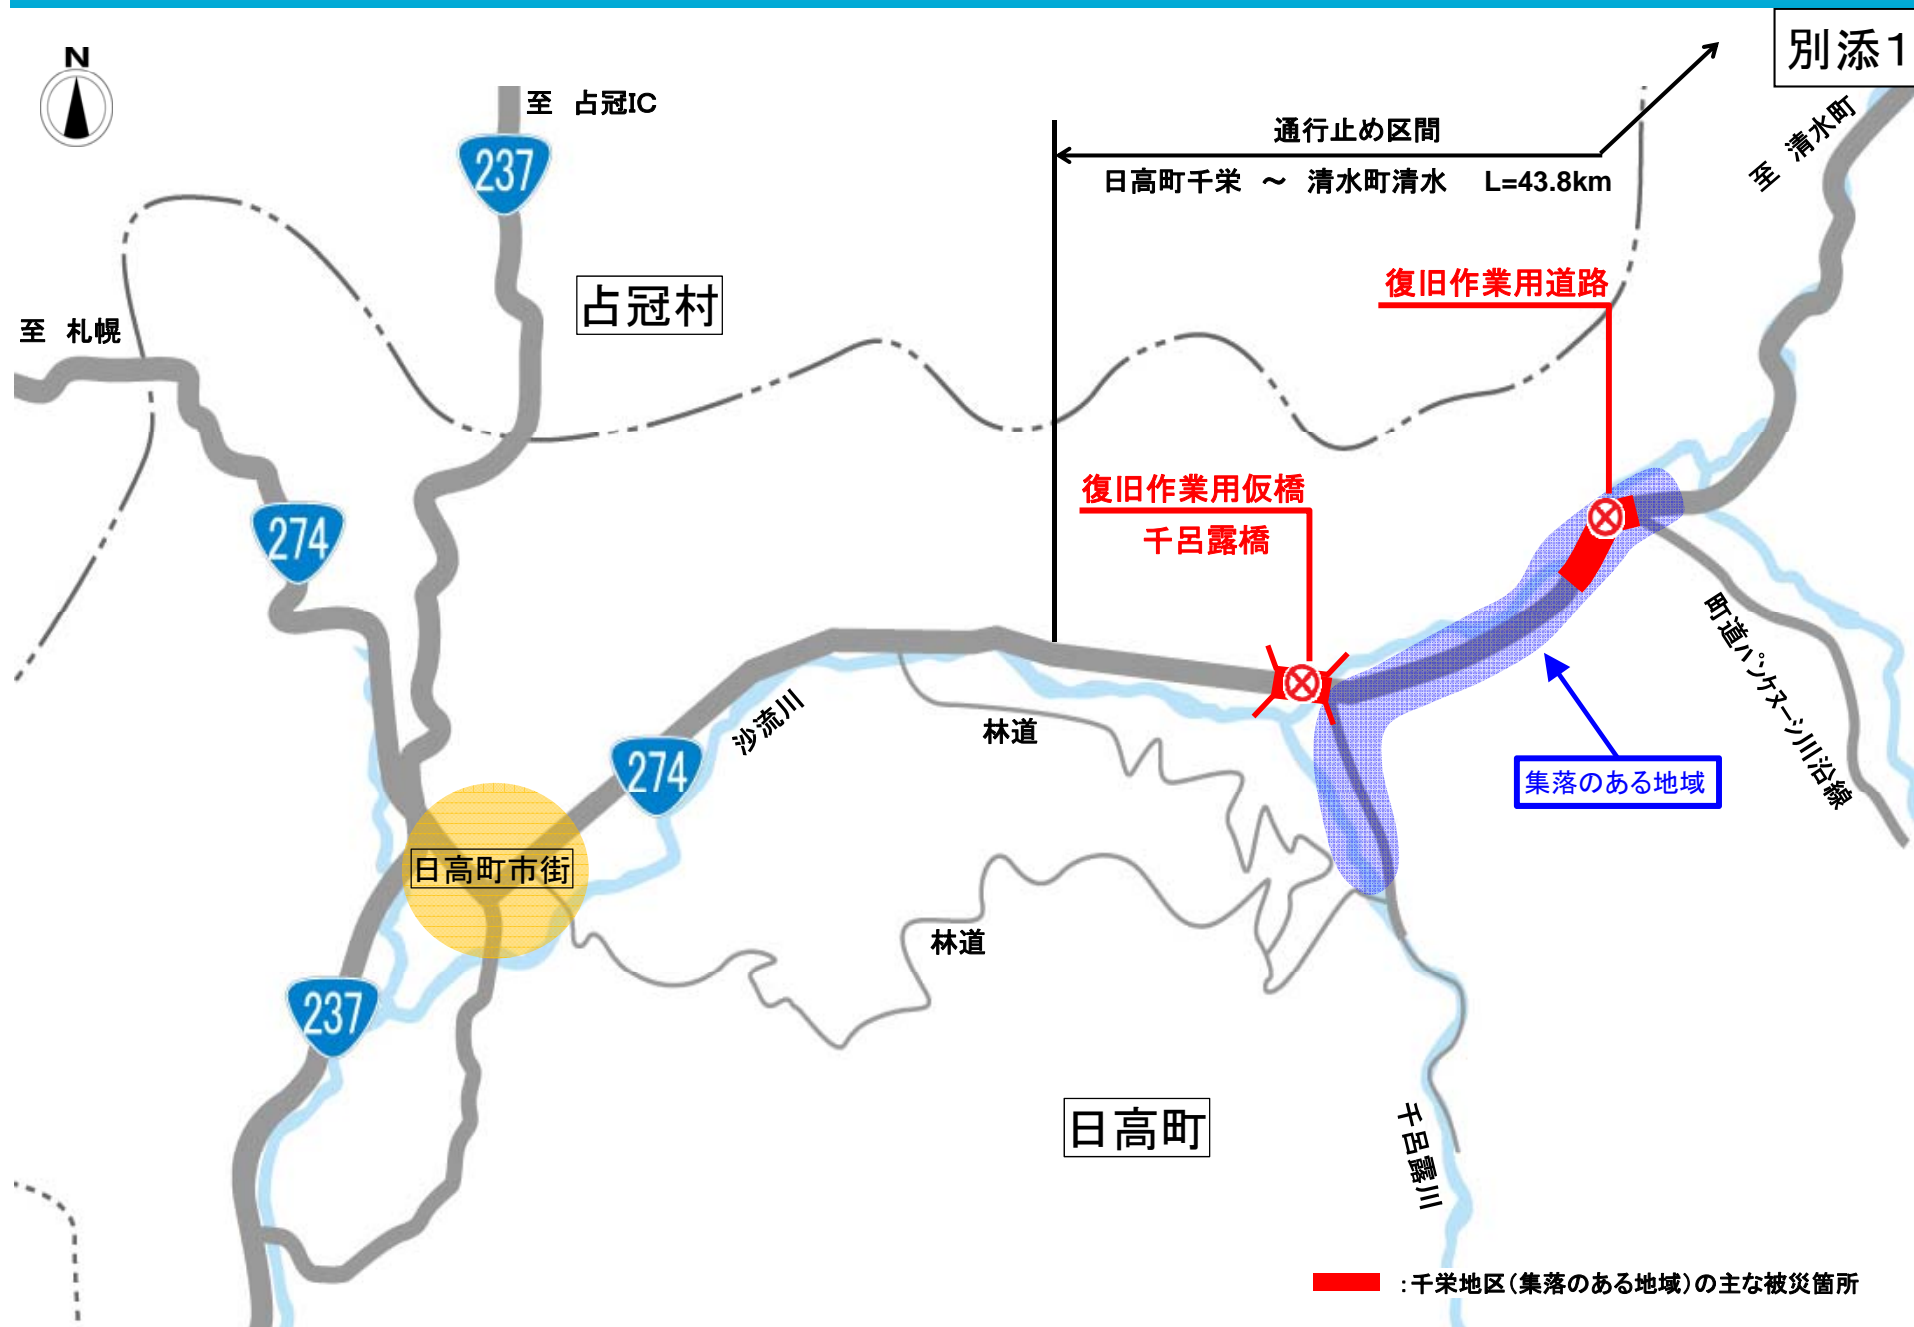 別添1
N
至 占冠IC
通行止め区間
日高町千栄 ～ 清水町清水 L=43.8km
至 清水町
237
復旧作業用道路
占冠村
至 札幌
復旧作業用仮橋
千呂露橋
274
町道パンケヌーシ川沿線
沙流川
林道
274
集落のある地域
日高町市街
林道
237
日高町
千呂露川
：千栄地区（集落のある地域）の主な被災箇所